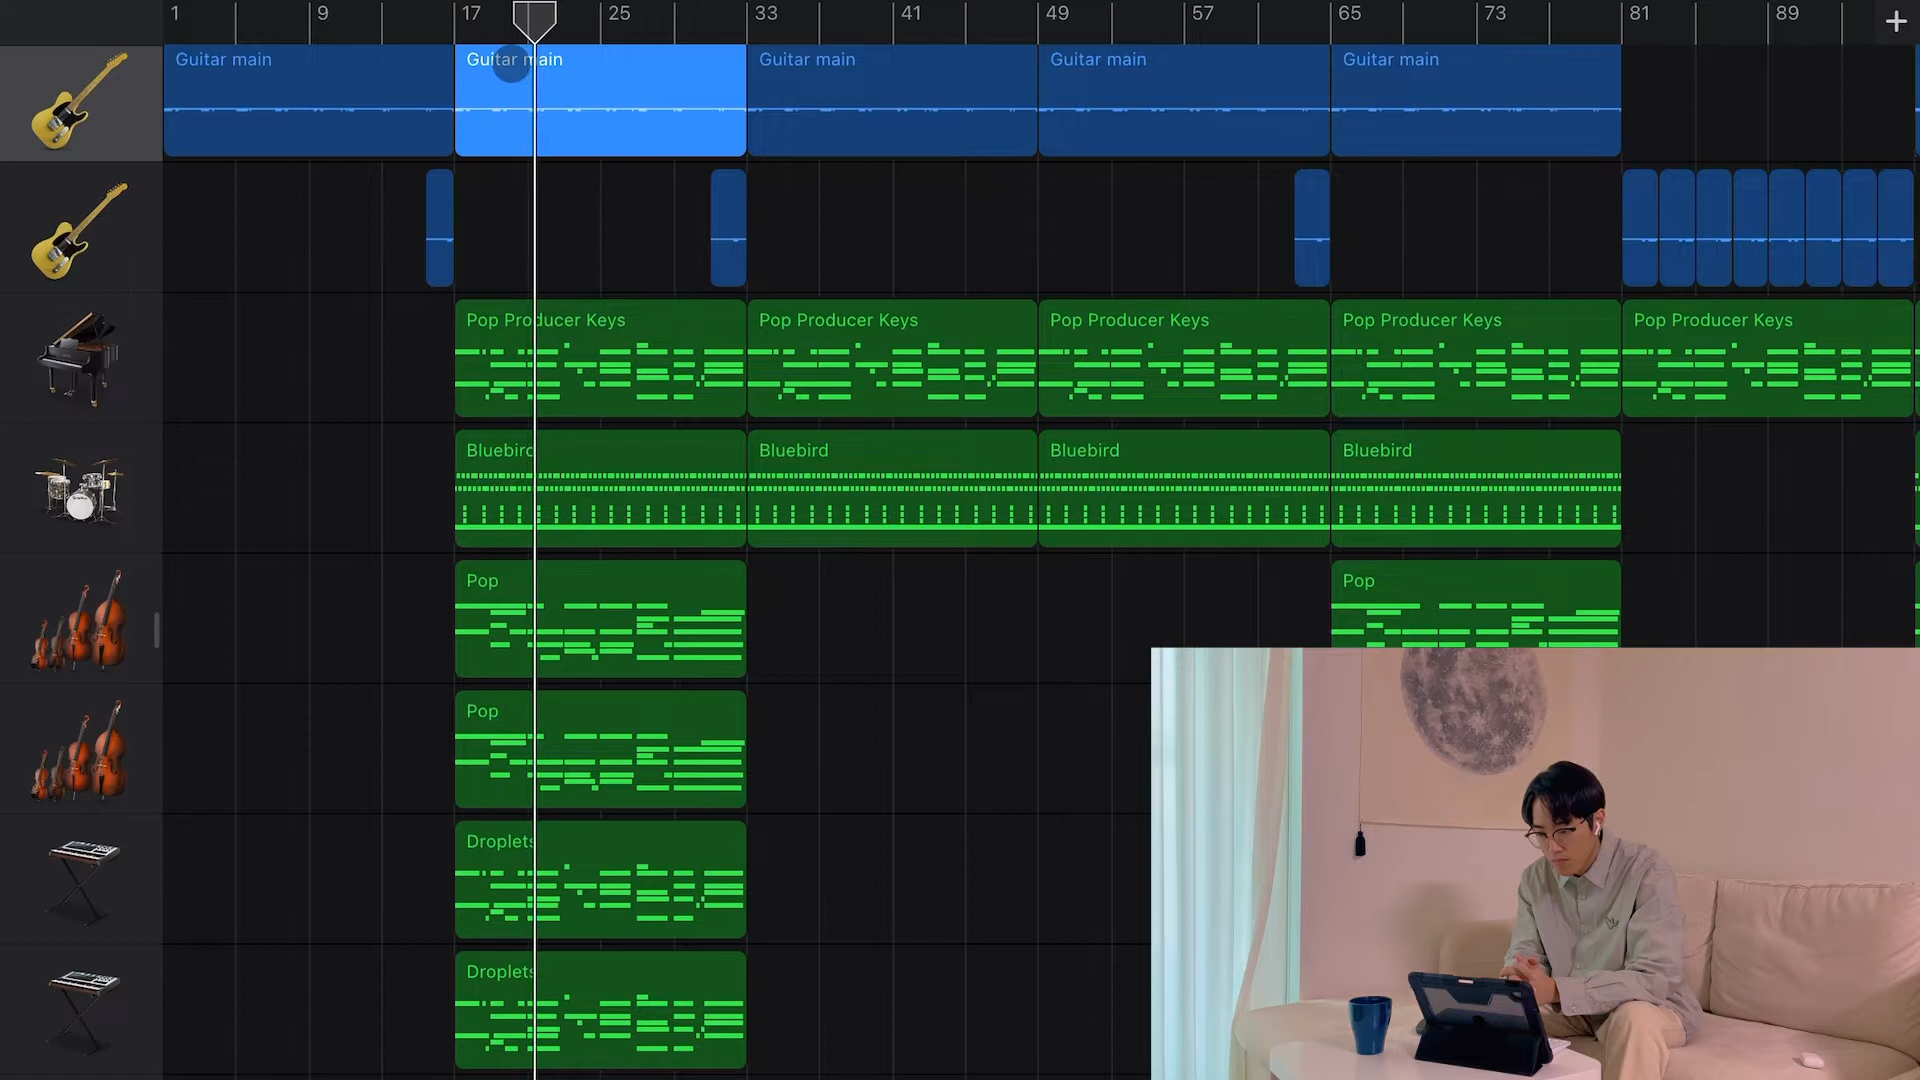 1 9 17 25 33 41 49 57 65 73 81 89
Guitar main Guitar main Guitar main Guitar main Guitar main
Pop Producer Keys Pop Producer Keys Pop Producer Keys Pop Producer Keys Pop Producer Keys
Bluebird Bluebird Bluebird Bluebird
Pop Pop
Pop
Droplets
Droplets